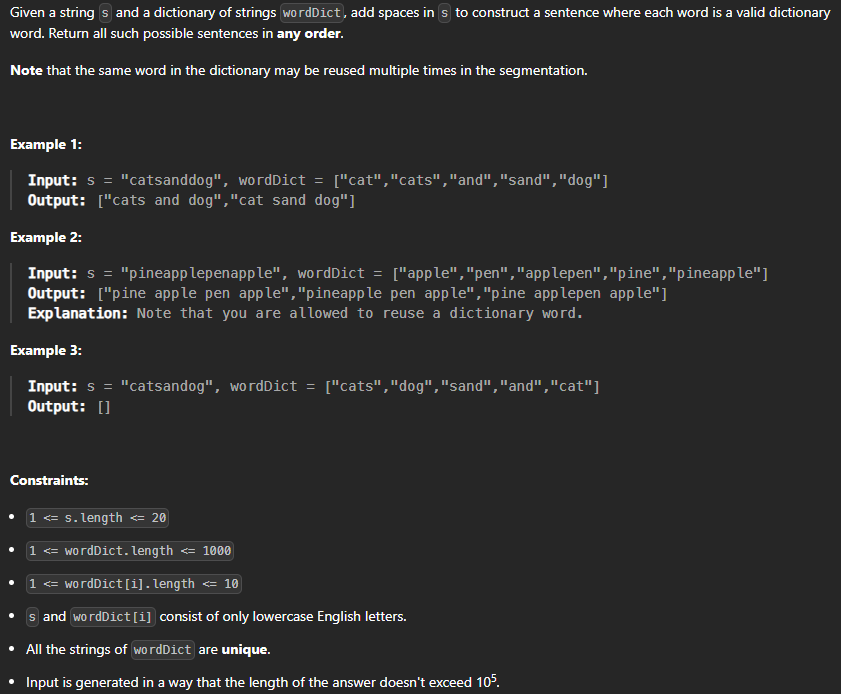 Given a string s and a dictionary of strings wordDict, add spaces in s to construct a sentence where each word is a valid dictionary
word. Return all such possible sentences in any order.
Note that the same word in the dictionary may be reused multiple times in the segmentation.
Example 1:
Input: s = "catsanddog", wordDict = ["cat","cats","and","sand","dog"]
Output: ["cats and dog","cat sand dog"]
Example 2:
Input: s = "pineapplepenapple", wordDict = ["apple","pen","applepen","pine","pineapple"]
Output: ["pine apple pen apple","pineapple pen apple","pine applepen apple"]
Explanation: Note that you are allowed to reuse a dictionary word.
Example 3:
Input: s = "catsandog", wordDict = ["cats","dog","sand","and","cat"]
Output: []
Constraints:
• 1 <= s.length <= 20
• 1 <= wordDict.length <= 1000
• 1 <= wordDict[i].length <= 10
• s and wordDict[i] consist of only lowercase English letters.
• All the strings of wordDict are unique.
• Input is generated in a way that the length of the answer doesn't exceed 10⁵.